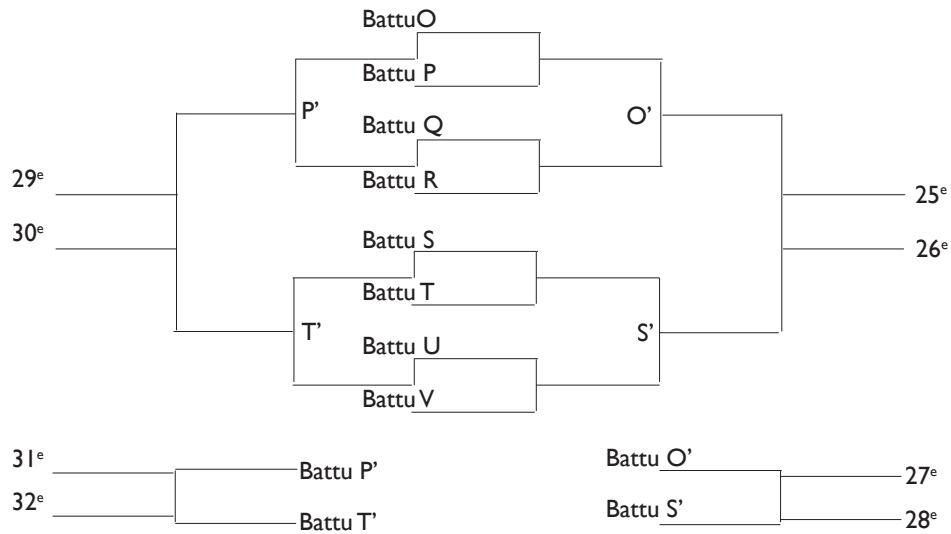 BattuO
Battu P
P'
O'
Battu Q
29e
Battu R
25e
30e
Battu S
26e
Battu T
T'
S'
Battu U
Battu V
31e
Battu P'
Battu O'
27e
32e
Battu T'
Battu S'
28e